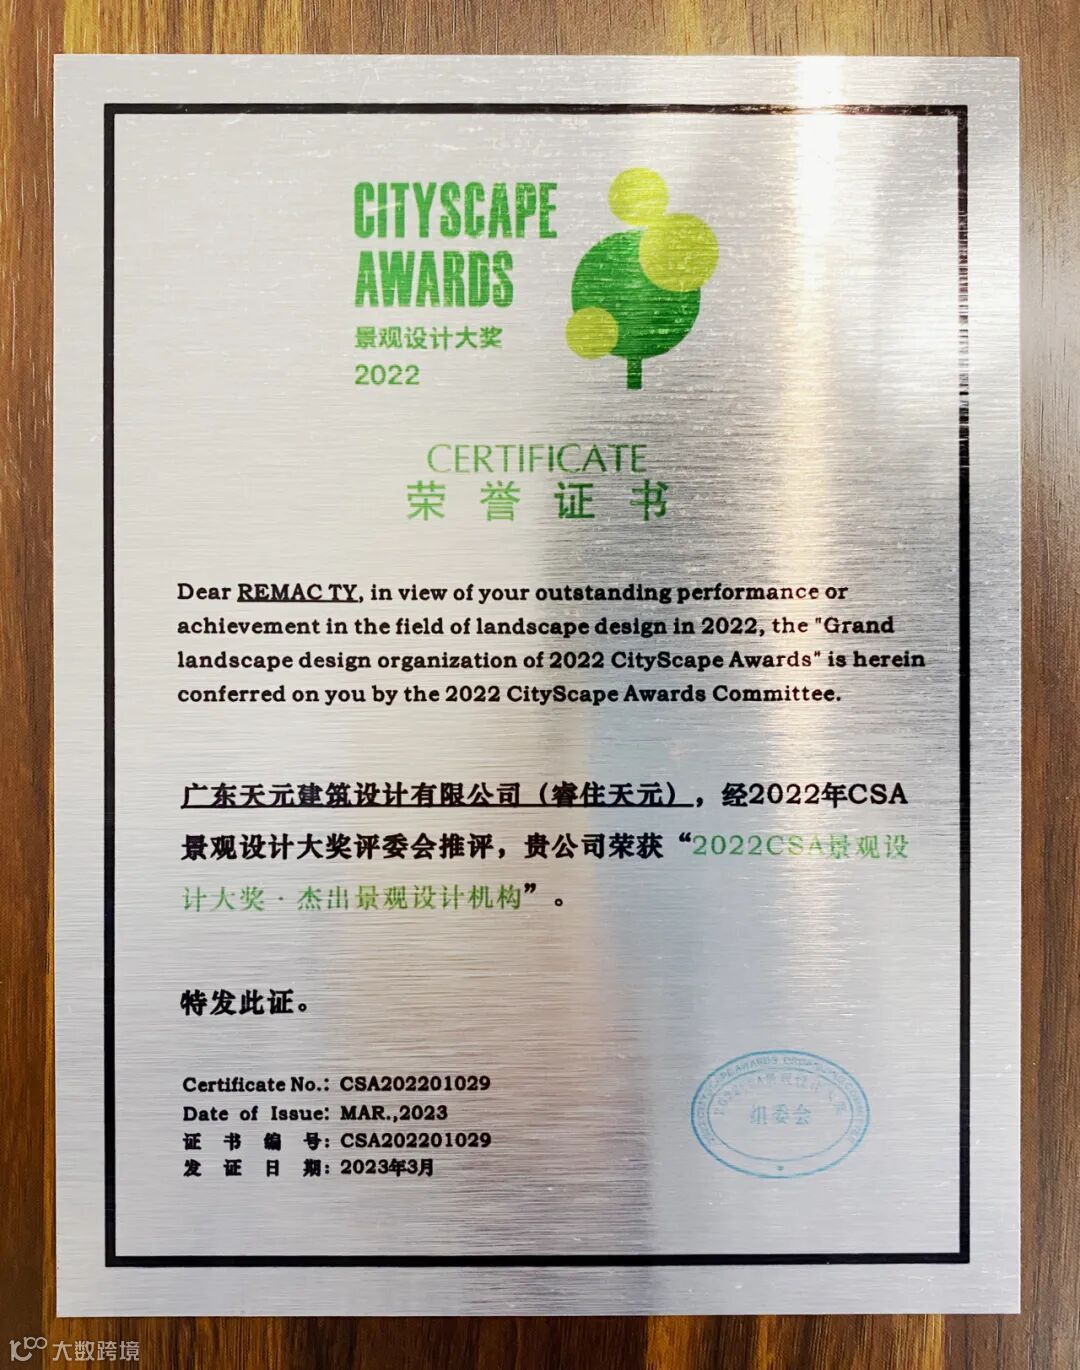 CITYSCAPE
AWARDS
景观设计大奖
2022
CERTIFICATE
荣誉证书
Dear REMAC TY, in view of your outstanding performance or
achievement in the field of landscape design in 2022, the "Grand
landscape design organization of 2022 CityScape Awards" is herein
conferred on you by the 2022 CityScape Awards Committee.
广东天元建筑设计有限公司（睿住天元），经2022年CSA
景观设计大奖评委会推评，贵公司荣获“2022CSA景观设
计大奖·杰出景观设计机构”。
特发此证。
Certificate No.: CSA202201029
Date of Issue: MAR.,2023
证书编号: CSA202201029
发证日期: 2023年3月
景观设计大奖
组委会
大数跨境